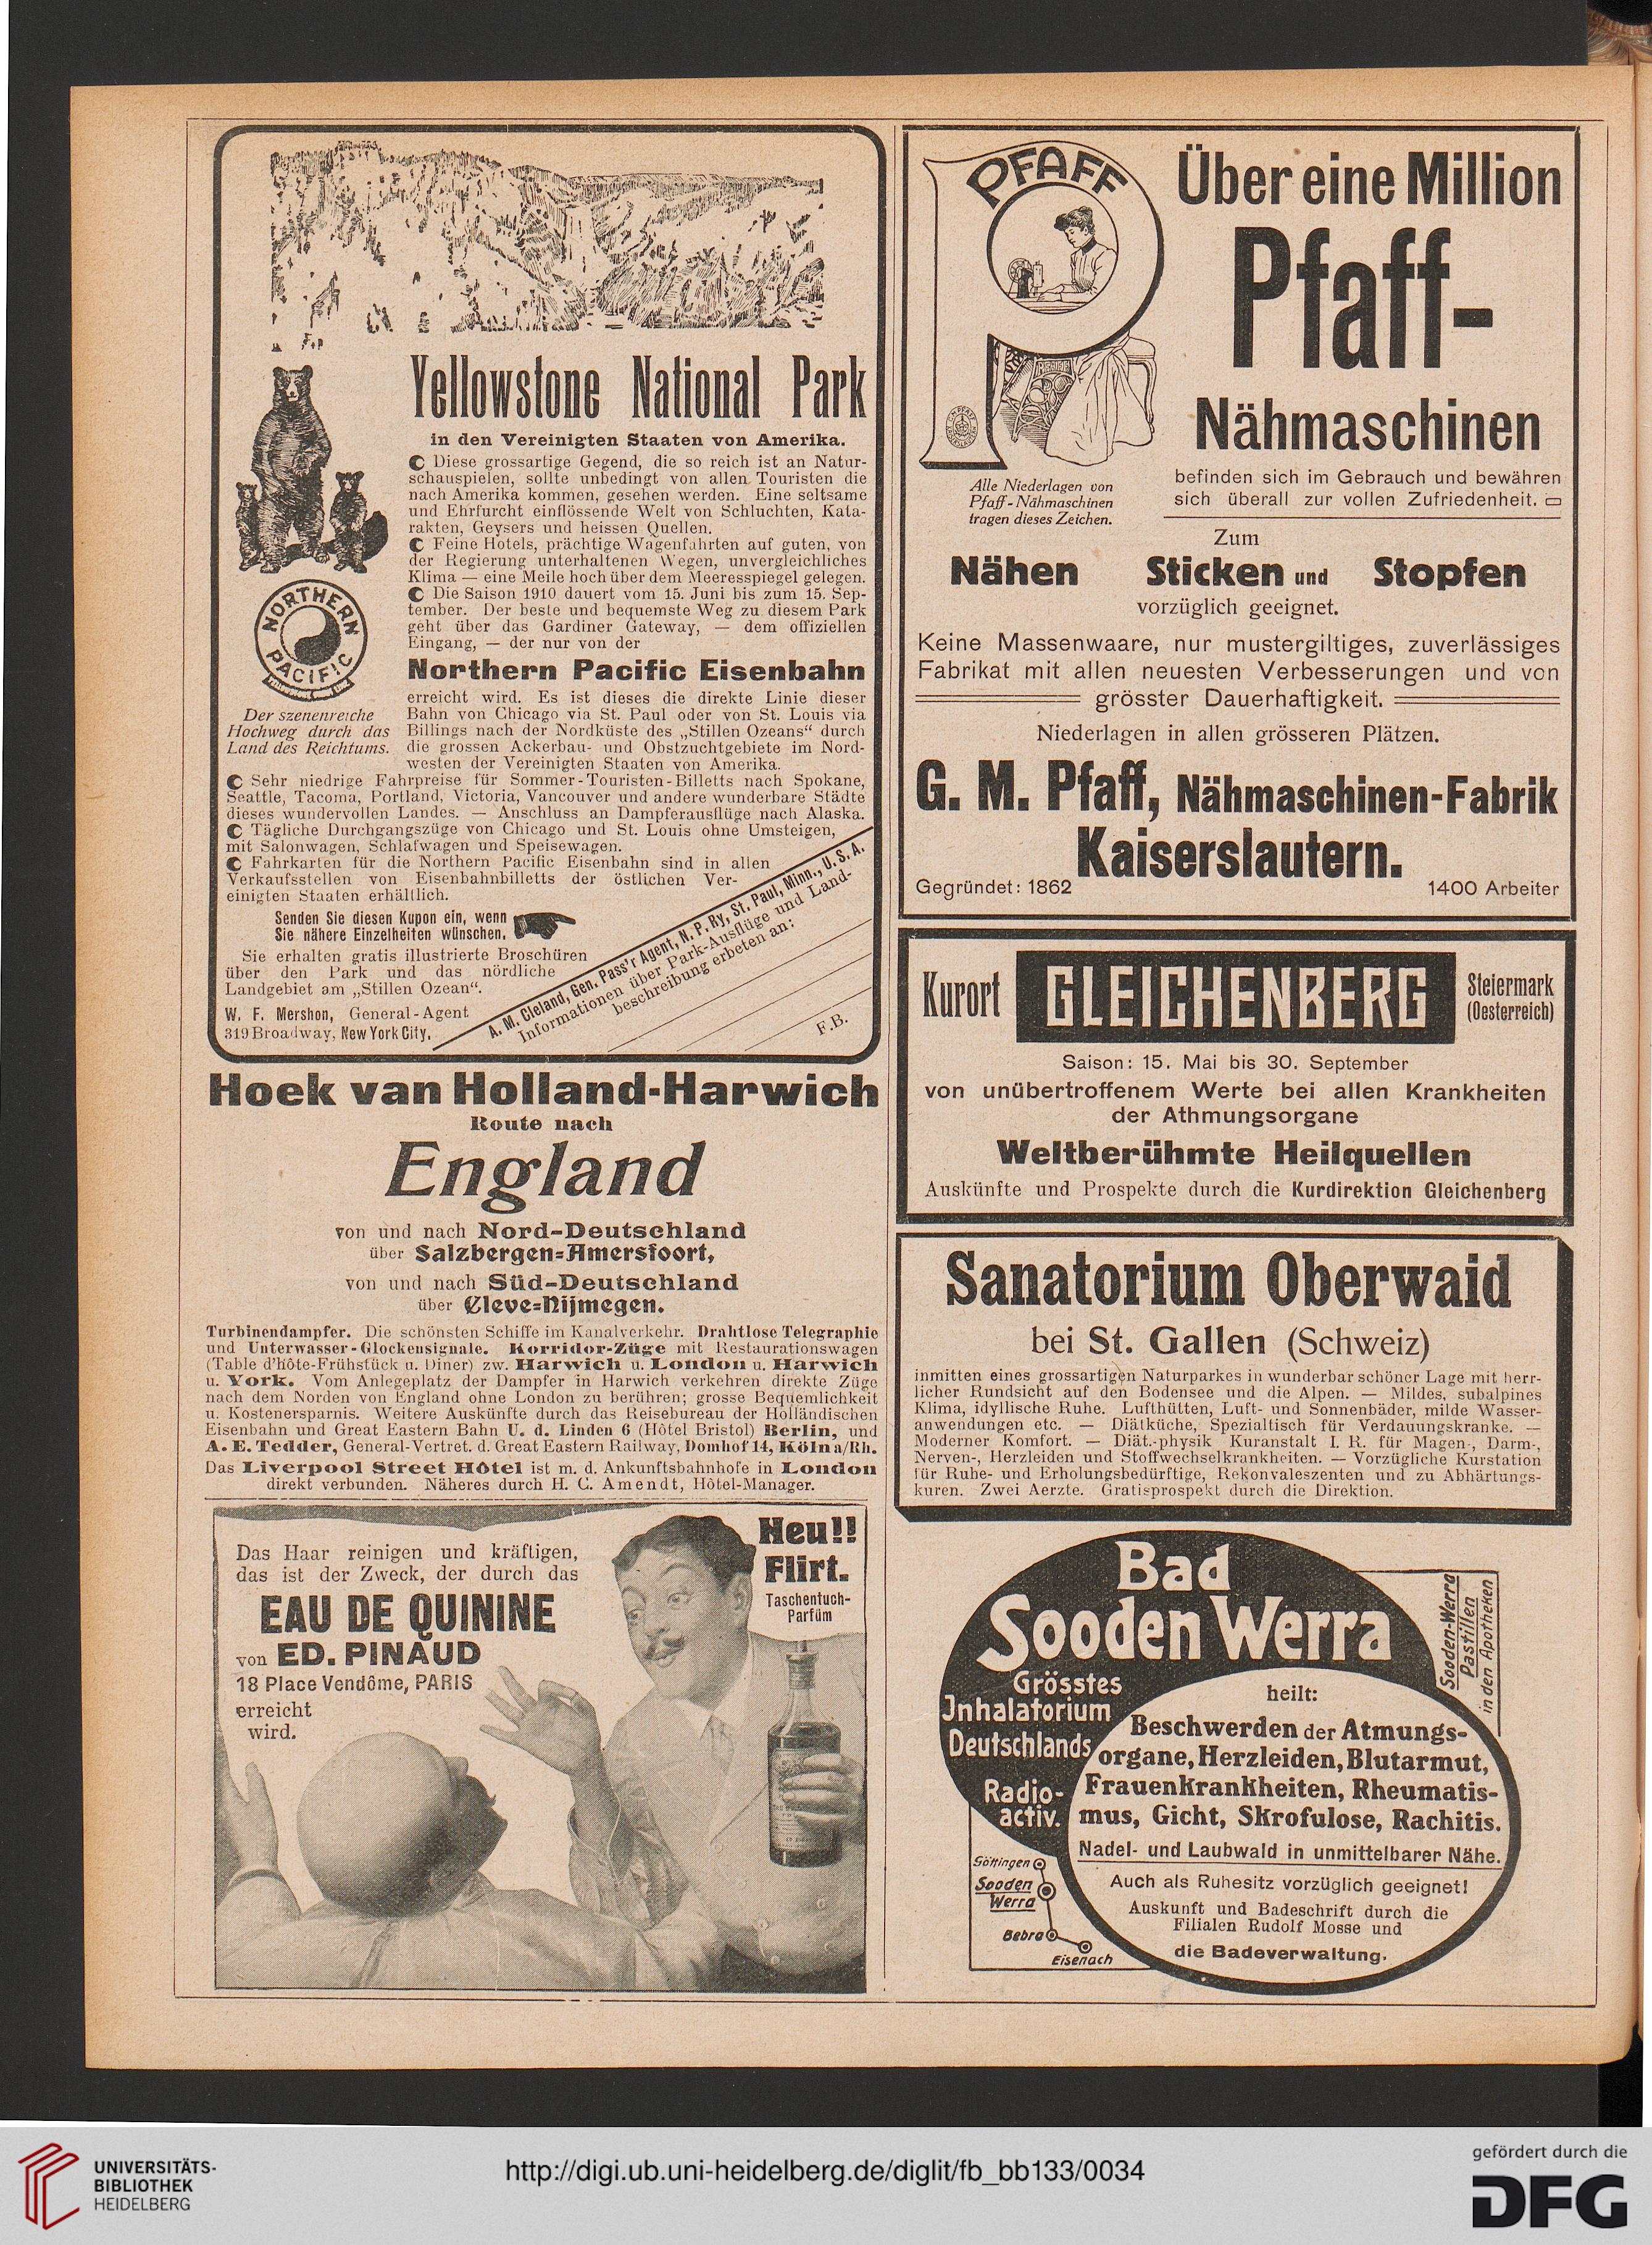 Yellowstone National Park
in den Vereinigten Staaten von Amerika.
Diese grossartige Gegend, die so reich ist an Natur-
schauspielen, sollte unbedingt von allen Touristen die
nach Amerika kommen, gesehen werden. Eine seltsame
und Ehrfurcht einflössende Welt von Schluchten, Kata-
rakten, Geysers und heissen Quellen.
Feine Hotels, prächtige Wagenfahrten auf guten, von
der Regierung unterhaltenen Wegen, unvergleichliches
Klima — eine Meile hoch über dem Meeresspiegel gelegen.
Die Saison 1910 dauert vom 15. Juni bis zum 15. Sep-
tember. Der beste und bequemste Weg zu diesem Park
geht über das Gardiner Gateway, — dem offiziellen
Eingang, — der nur von der
Northern Pacific Eisenbahn
erreicht wird. Es ist dieses die direkte Linie dieser
Bahn von Chicago via St. Paul oder von St. Louis via
Billings nach der Nordküste des „Stillen Ozeans“ durch
die grossen Ackerbau- und Obstzuchtgebiete im Nord-
westen der Vereinigten Staaten von Amerika.
NORTHERN
PACIFIC
Der szenenreiche
Hochweg durch das
Land des Reichtums.
Sehr niedrige Fahrpreise für Sommer-Touristen-Billetts nach Spokane,
Seattle, Tacoma, Portland, Victoria, Vancouver und andere wunderbare Städte
dieses wundervollen Landes. — Anschluss an Dampferausflüge nach Alaska.
Tägliche Durchgangszüge von Chicago und St. Louis ohne Umsteigen,
mit Salonwagen, Schlafwagen und Speisewagen.
Fahrkarten für die Northern Pacific Eisenbahn sind in allen
Verkaufsstellen von Eisenbahnbilletts der östlichen Ver-
einigten Staaten erhältlich.
Senden Sie diesen Kupon ein, wenn
Sie nähere Einzelheiten wünschen.
Sie erhalten gratis illustrierte Broschüren
über den Park und das nördliche
Landgebiet am „Stillen Ozean“.
W. F. Mershon, General-Agent
319 Broadway, New York City.
A. M. Cleland, Gen. Pass'r Agent, N. P. Ry, St. Paul, Minn., U. S. A.
Informationen über Park-Ausflüge und Land-
beschreibung erbeten an:
F.B.
Hoek van Holland-Harwich
Route nach
England
von und nach Nord-Deutschland
über Salzbergen=Amersfoort,
von und nach Süd-Deutschland
über Cleve=Nijmegen.
Turbinendampfer. Die schönsten Schiffe im Kanalverkehr. Drahtlose Telegraphie
und Unterwasser-Glockensignale. Korridor-Züge mit Restaurationswagen
(Table d'hôte-Frühstück u. Diner) zw. Harwich u. London u. Harwich
u. York. Vom Anlegeplatz der Dampfer in Harwich verkehren direkte Züge
nach dem Norden von England ohne London zu berühren; grosse Bequemlichkeit
u. Kostenersparnis. Weitere Auskünfte durch das Reisebureau der Holländischen
Eisenbahn und Great Eastern Bahn U. d. Linden 6 (Hôtel Bristol) Berlin, und
A. E. Tedder, General-Vertret. d. Great Eastern Railway, Domhof 14, Köln a/Rh.
Das Liverpool Street Hôtel ist m. d. Ankunftsbahnhofe in London
direkt verbunden. Näheres durch H. C. Amendt, Hôtel-Manager.
Das Haar reinigen und kräftigen,
das ist der Zweck, der durch das
EAU DE QUININE
von ED. PINAUD
18 Place Vendôme, PARIS
erreicht
wird.
Neu!!
Flirt.
Taschentuch-
Parfüm
PFAFF
Alle Niederlagen von
Pfaff-Nähmaschinen
tragen dieses Zeichen.
Über eine Million
Pfaff-
Nähmaschinen
befinden sich im Gebrauch und bewähren
sich überall zur vollen Zufriedenheit.
Zum
Nähen Sticken und Stopfen
vorzüglich geeignet.
Keine Massenwaare, nur mustergiltiges, zuverlässiges
Fabrikat mit allen neuesten Verbesserungen und von
grösster Dauerhaftigkeit.
Niederlagen in allen grösseren Plätzen.
G. M. Pfaff, Nähmaschinen-Fabrik
Kaiserslautern.
Gegründet: 1862 1400 Arbeiter
Kurort GLEICHENBERG Steiermark
(Oesterreich)
Saison: 15. Mai bis 30. September
von unübertroffenem Werte bei allen Krankheiten
der Athmungsorgane
Weltberühmte Heilquellen
Auskünfte und Prospekte durch die Kurdirektion Gleichenberg
Sanatorium Oberwaid
bei St. Gallen (Schweiz)
inmitten eines grossartigen Naturparkes in wunderbar schöner Lage mit herr-
licher Rundsicht auf den Bodensee und die Alpen. — Mildes, subalpines
Klima, idyllische Ruhe. Lufthütten, Luft- und Sonnenbäder, milde Wasser-
anwendungen etc. — Diätküche, Spezialtisch für Verdauungskranke. —
Moderner Komfort. — Diät.-physik Kuranstalt I. R. für Magen-, Darm-,
Nerven-, Herzleiden und Stoffwechselkrankheiten. — Vorzügliche Kurstation
für Ruhe- und Erholungsbedürftige, Rekonvaleszenten und zu Abhärtungs-
kuren. Zwei Aerzte. Gratisprospekt durch die Direktion.
Bad
Sooden Werra
Grösstes
Inhalatorium
Deutschlands
Radio-
activ.
Sooden-Werra
Pastillen
in den Apotheken
heilt:
Beschwerden der Atmungs-
organe, Herzleiden, Blutarmut,
Frauenkrankheiten, Rheumatis-
mus, Gicht, Skrofulose, Rachitis.
Nadel- und Laubwald in unmittelbarer Nähe.
Auch als Ruhesitz vorzüglich geeignet!
Auskunft und Badeschrift durch die
Filialen Rudolf Mosse und
die Badeverwaltung.
Göttingen
Sooden
Werra
Bebra
Eisenach
UNIVERSITÄTS-
BIBLIOTHEK
HEIDELBERG
http://digi.ub.uni-heidelberg.de/diglit/fb_bb133/0034
gefördert durch die
DFG